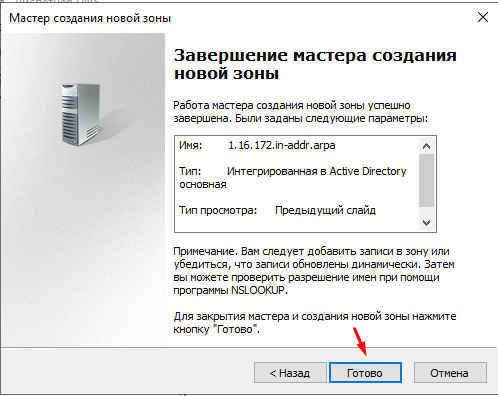 Мастер создания новой зоны
Завершение мастера создания
новой зоны
Работа мастера создания новой зоны успешно
завершена. Были заданы следующие параметры:
Имя: 1.16.172.in-addr.arpa
Тип: Интегрированная в Active Directory
основная
Тип просмотра: Предыдущий слайд
Примечание. Вам следует добавить записи в зону или
убедиться, что записи обновлены динамически. Затем
вы можете проверить разрешение имен при помощи
программы NSLOOKUP.
Для закрытия мастера и создания новой зоны нажмите
кнопку "Готово".
< Назад Готово Отмена